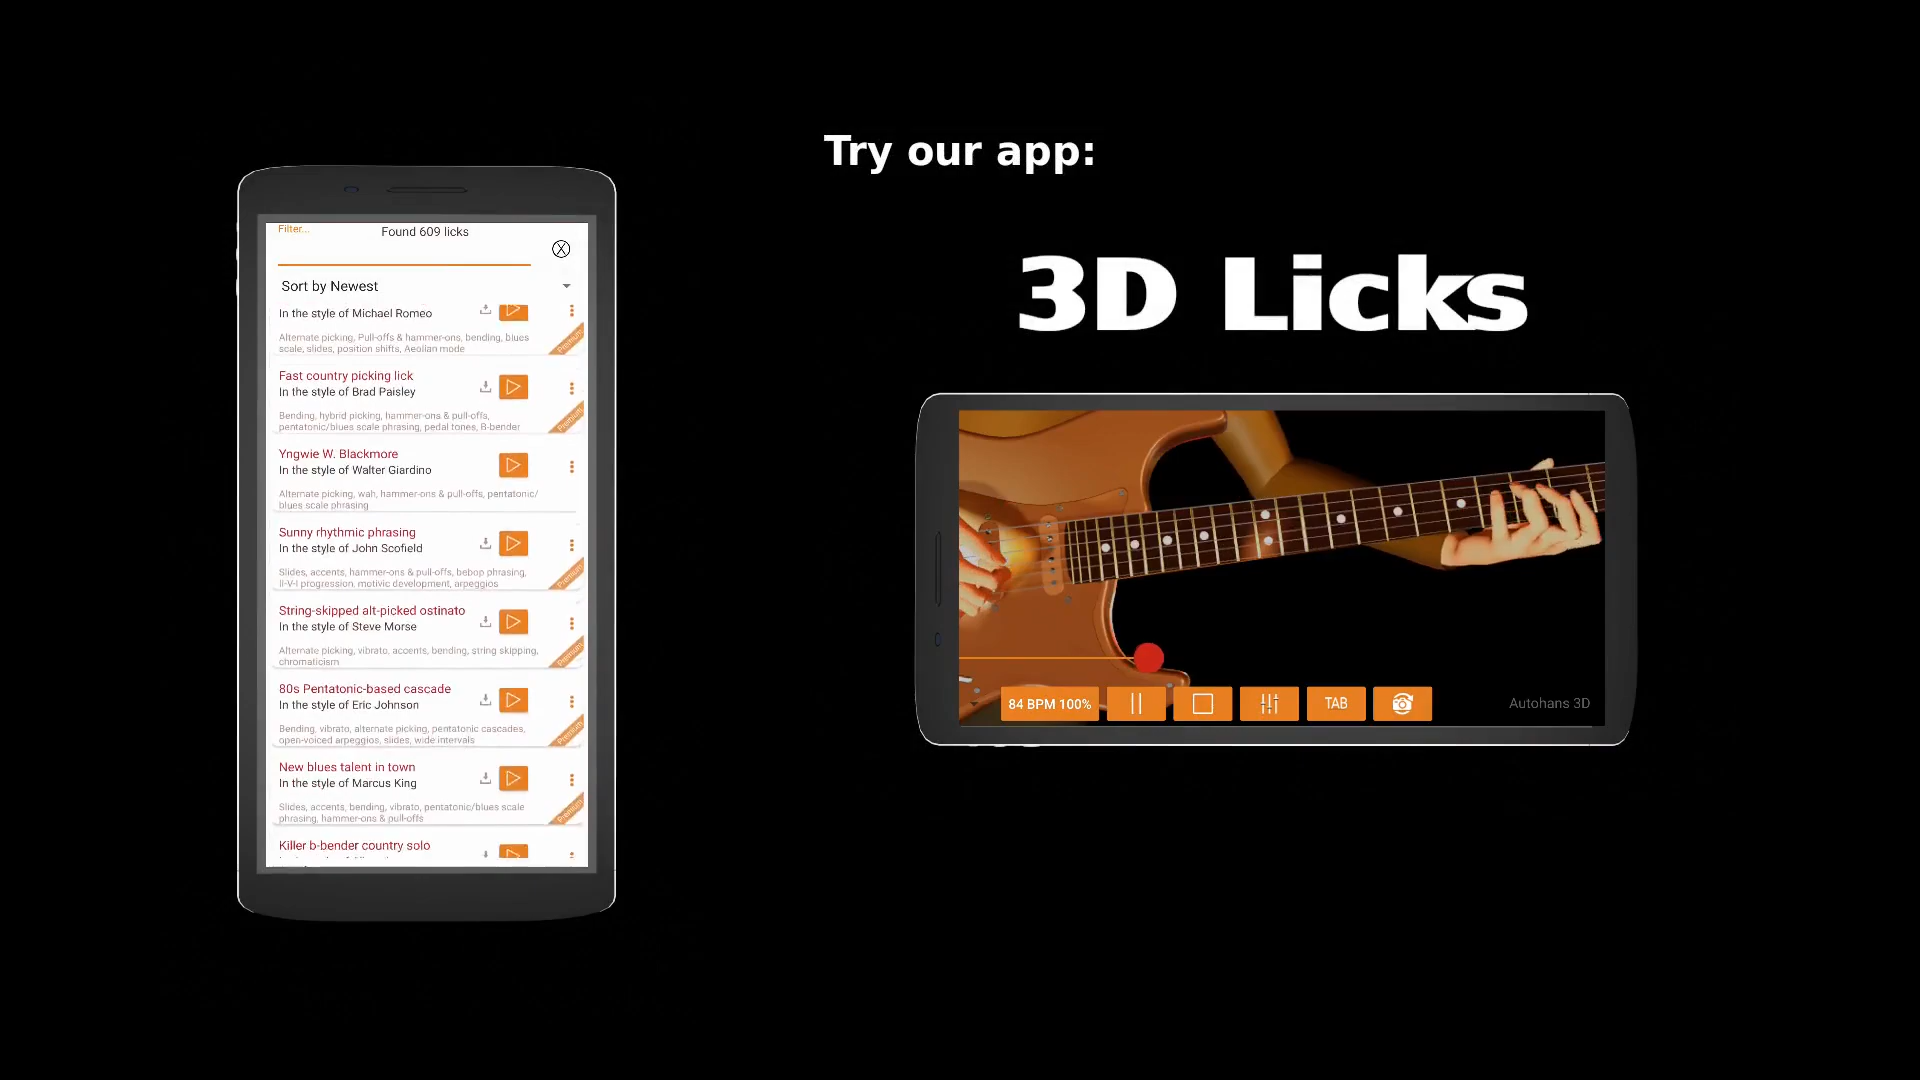 Try our app:
3D Licks
Filter...
Found 609 licks
Sort by Newest
In the style of Michael Romeo
Alternate picking, Pull-offs & hammer-ons, bending, blues
scale, slides, position shifts, Aeolian mode
Premium
Fast country picking lick
In the style of Brad Paisley
Bending, hybrid picking, hammer-ons & pull-offs,
pentatonic/blues scale phrasing, pedal tones, B-bender
Premium
Yngwie W. Blackmore
In the style of Walter Giardino
Alternate picking, wah, hammer-ons & pull-offs, pentatonic/
blues scale phrasing
Sunny rhythmic phrasing
In the style of John Scofield
Slides, accents, hammer-ons & pull-offs, bebop phrasing,
II-V-I progression, motivic development, arpeggios
Premium
String-skipped alt-picked ostinato
In the style of Steve Morse
Alternate picking, vibrato, accents, bending, string skipping,
chromaticism
Premium
80s Pentatonic-based cascade
In the style of Eric Johnson
Bending, vibrato, alternate picking, pentatonic cascades,
open-voiced arpeggios, slides, wide intervals
Premium
New blues talent in town
In the style of Marcus King
Slides, accents, bending, vibrato, pentatonic/blues scale
phrasing, hammer-ons & pull-offs
Premium
Killer b-bender country solo
84 BPM 100%
TAB
Autohans 3D